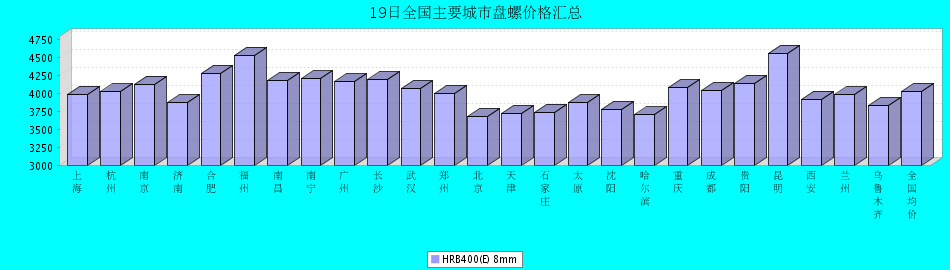 19日全国主要城市盘螺价格汇总
4750
4500
4250
4000
3750
3500
3250
3000
上海
杭州
南京
济南
合肥
福州
南昌
南宁
广州
长沙
武汉
郑州
北京
天津
石家庄
太原
沈阳
哈尔滨
重庆
成都
贵阳
昆明
西安
兰州
乌鲁木齐
全国均价
HRB400(E) 8mm